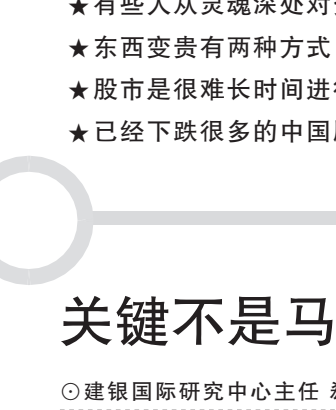 ★有些人从灵魂深处对
★东西变贵有两种方式
★股市是很难长时间进
★已经下跌很多的中国
关键不是马
⊙建银国际研究中心主任